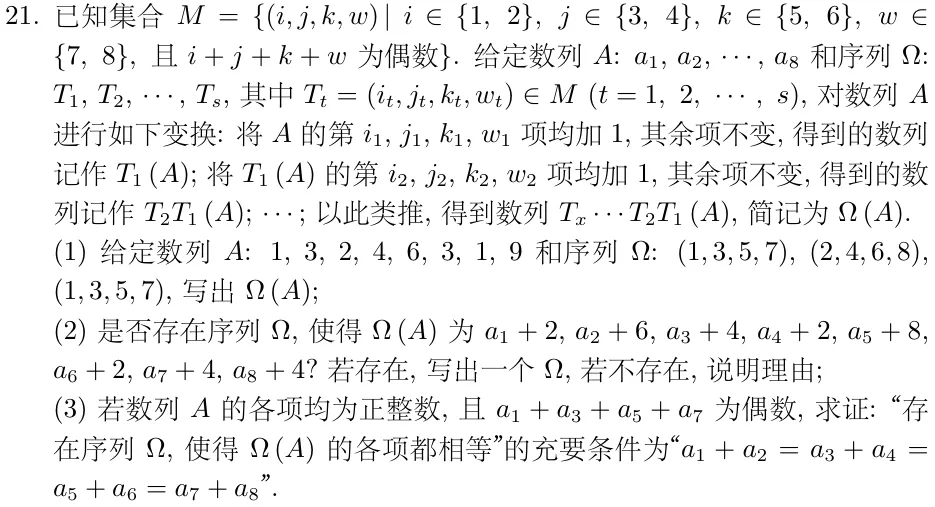 21. 已知集合 M = {(i, j, k, w) | i ∈ {1, 2}, j ∈ {3, 4}, k ∈ {5, 6}, w ∈
{7, 8}, 且 i + j + k + w 为偶数}. 给定数列 A: a₁, a₂, ⋯, a₈ 和序列 Ω:
T₁, T₂, ⋯, Tₛ, 其中 Tₜ = (iₜ, jₜ, kₜ, wₜ) ∈ M (t = 1, 2, ⋯ , s), 对数列 A
进行如下变换: 将 A 的第 i₁, j₁, k₁, w₁ 项均加 1, 其余项不变, 得到的数列
记作 T₁ (A); 将 T₁ (A) 的第 i₂, j₂, k₂, w₂ 项均加 1, 其余项不变, 得到的数
列记作 T₂T₁ (A); ⋯; 以此类推, 得到数列 Tₓ ⋯ T₂T₁ (A), 简记为 Ω (A).
(1) 给定数列 A: 1, 3, 2, 4, 6, 3, 1, 9 和序列 Ω: (1, 3, 5, 7), (2, 4, 6, 8),
(1, 3, 5, 7), 写出 Ω (A);
(2) 是否存在序列 Ω, 使得 Ω (A) 为 a₁ + 2, a₂ + 6, a₃ + 4, a₄ + 2, a₅ + 8,
a₆ + 2, a₇ + 4, a₈ + 4? 若存在, 写出一个 Ω, 若不存在, 说明理由;
(3) 若数列 A 的各项均为正整数, 且 a₁ + a₃ + a₅ + a₇ 为偶数, 求证: “存
在序列 Ω, 使得 Ω (A) 的各项都相等”的充要条件为“a₁ + a₂ = a₃ + a₄ =
a₅ + a₆ = a₇ + a₈”.